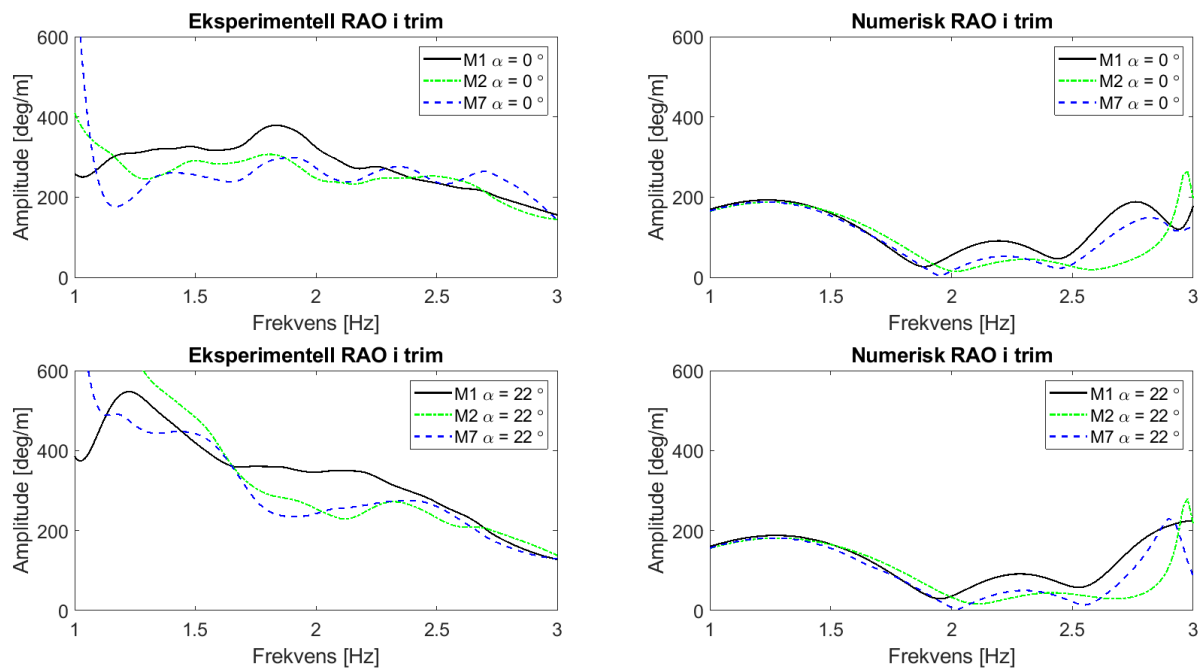 Eksperimentell RAO i trim
600
400
200
0
Amplitude [deg/m]
M1 α = 0 °
M2 α = 0 °
M7 α = 0 °
1 1.5 2 2.5 3
Frekvens [Hz]
Numerisk RAO i trim
600
400
200
0
Amplitude [deg/m]
M1 α = 0 °
M2 α = 0 °
M7 α = 0 °
1 1.5 2 2.5 3
Frekvens [Hz]
Eksperimentell RAO i trim
600
400
200
0
Amplitude [deg/m]
M1 α = 22 °
M2 α = 22 °
M7 α = 22 °
1 1.5 2 2.5 3
Frekvens [Hz]
Numerisk RAO i trim
600
400
200
0
Amplitude [deg/m]
M1 α = 22 °
M2 α = 22 °
M7 α = 22 °
1 1.5 2 2.5 3
Frekvens [Hz]